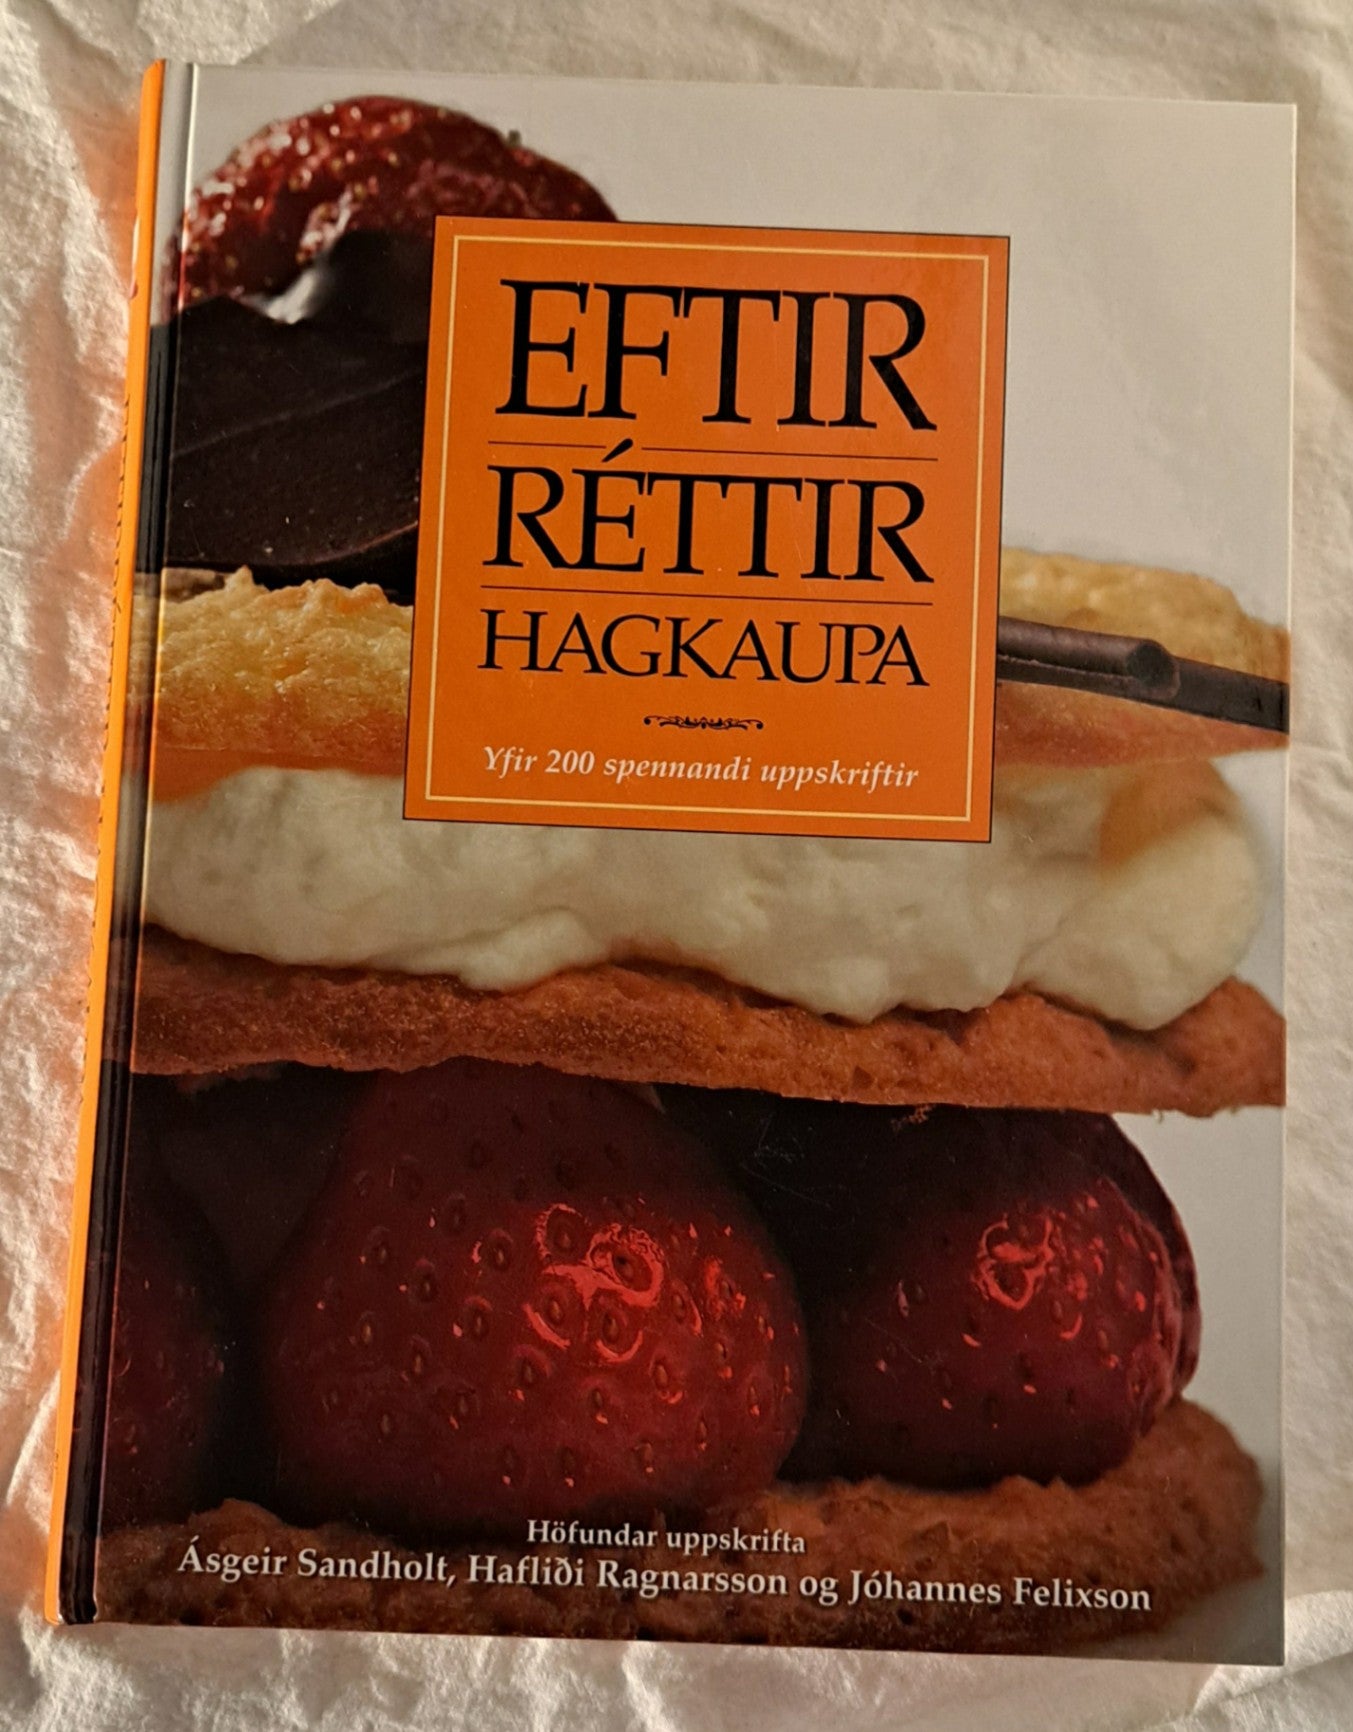 EFTIR
RÉTTIR
HAGKAUPA
Yfir 200 spennandi uppskriftir
Höfundar uppskrifta
Ásgeir Sandholt, Hafliði Ragnarsson og Jóhannes Felixson